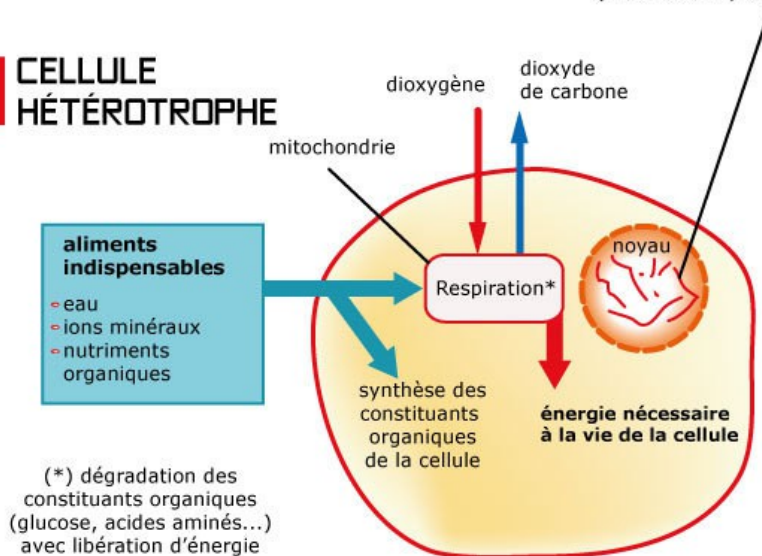 CELLULE
HÉTÉROTROPHE
dioxygène
dioxyde
de carbone
mitochondrie
aliments
indispensables
eau
ions minéraux
nutriments
organiques
Respiration*
noyau
synthèse des
constituants
organiques
de la cellule
énergie nécessaire
à la vie de la cellule
(*) dégradation des
constituants organiques
(glucose, acides aminés...)
avec libération d'énergie